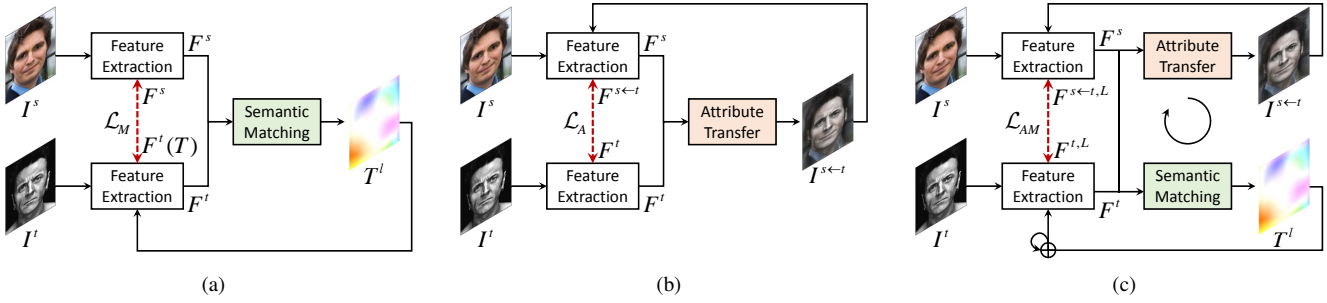 Feature
Extraction
F^s
F^s
I^s
ℒ_M
Semantic
Matching
F^t(T)
T^l
Feature
Extraction
F^t
I^t
(a)
Feature
Extraction
F^s
F^{s←t}
I^s
ℒ_A
Attribute
Transfer
F^t
I^{s←t}
Feature
Extraction
F^t
I^t
(b)
Feature
Extraction
F^s
Attribute
Transfer
F^{s←t,L}
I^s
I^{s←t}
ℒ_{AM}
F^{t,L}
Feature
Extraction
F^t
Semantic
Matching
I^t
T^l
(c)